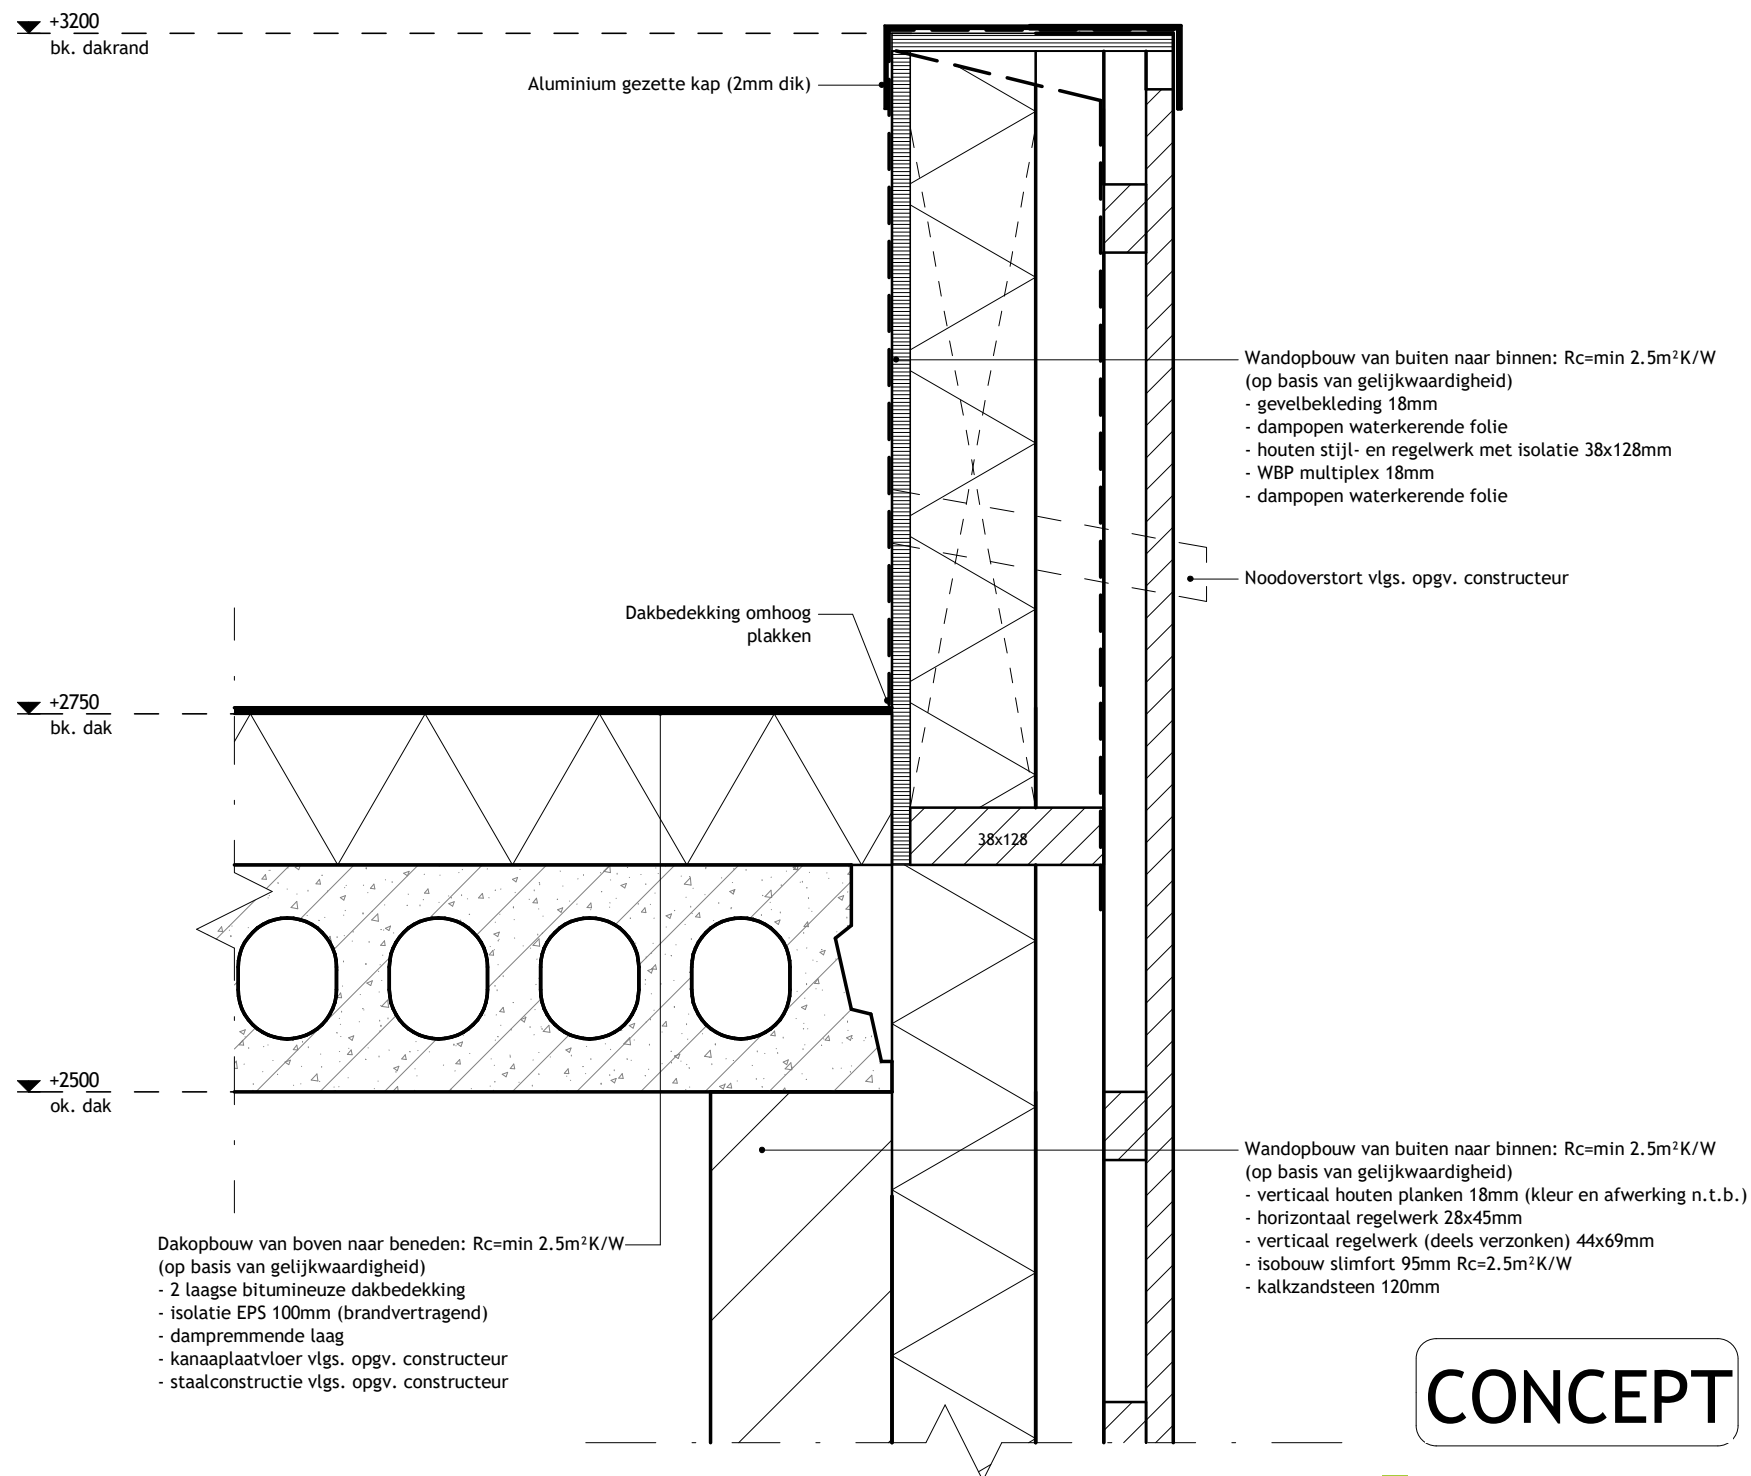 +3200
bk. dakrand
Aluminium gezette kap (2mm dik)
Wandopbouw van buiten naar binnen: Rc=min 2.5m²K/W
(op basis van gelijkwaardigheid)
- gevelbekleding 18mm
- dampopen waterkerende folie
- houten stijl- en regelwerk met isolatie 38x128mm
- WBP multiplex 18mm
- dampopen waterkerende folie
Noodoverstort vlgs. opgv. constructeur
Dakbedekking omhoog
plakken
+2750
bk. dak
38x128
+2500
ok. dak
Wandopbouw van buiten naar binnen: Rc=min 2.5m²K/W
(op basis van gelijkwaardigheid)
- verticaal houten planken 18mm (kleur en afwerking n.t.b.)
- horizontaal regelwerk 28x45mm
- verticaal regelwerk (deels verzonken) 44x69mm
- isobouw slimfort 95mm Rc=2.5m²K/W
- kalkzandsteen 120mm
Dakopbouw van boven naar beneden: Rc=min 2.5m²K/W
(op basis van gelijkwaardigheid)
- 2 laagse bitumineuze dakbedekking
- isolatie EPS 100mm (brandvertragend)
- dampremmende laag
- kanaaplaatvloer vlgs. opgv. constructeur
- staalconstructie vlgs. opgv. constructeur
CONCEPT